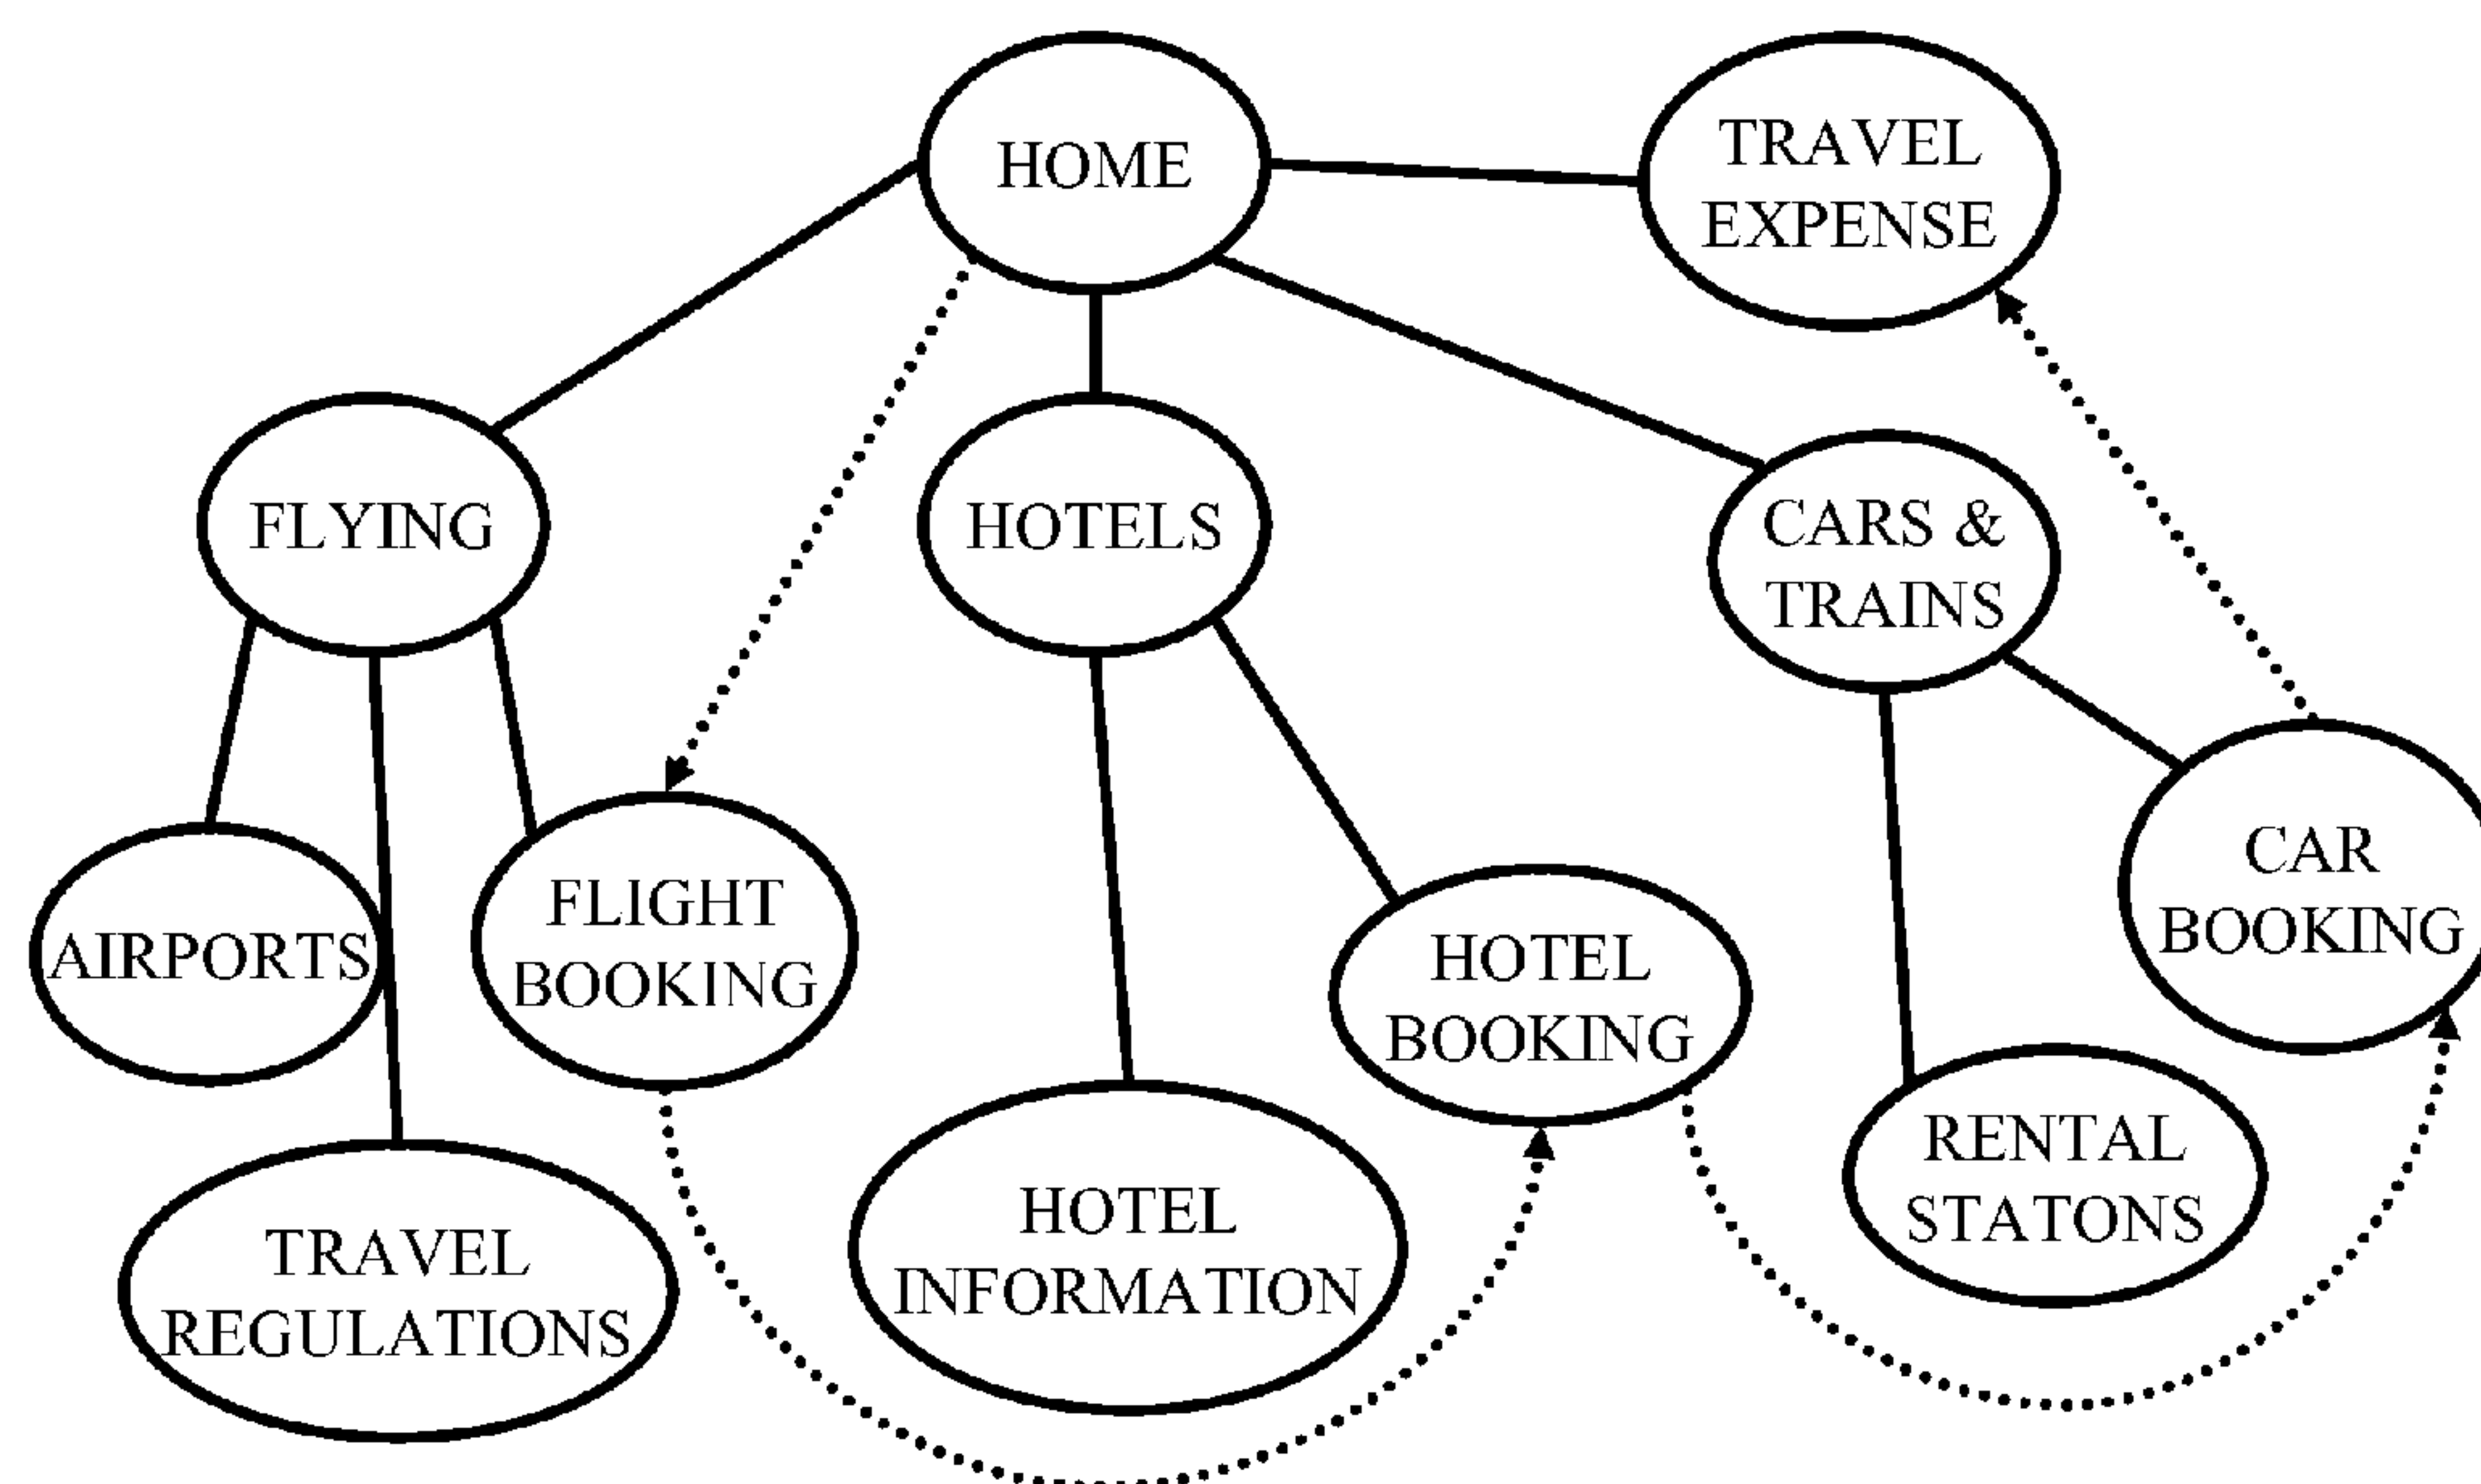 HOME
TRAVEL
EXPENSE
FLYING
HOTELS
CARS &
TRAINS
AIRPORTS
FLIGHT
BOOKING
HOTEL
BOOKING
CAR
BOOKING
TRAVEL
REGULATIONS
HOTEL
INFORMATION
RENTAL
STATONS